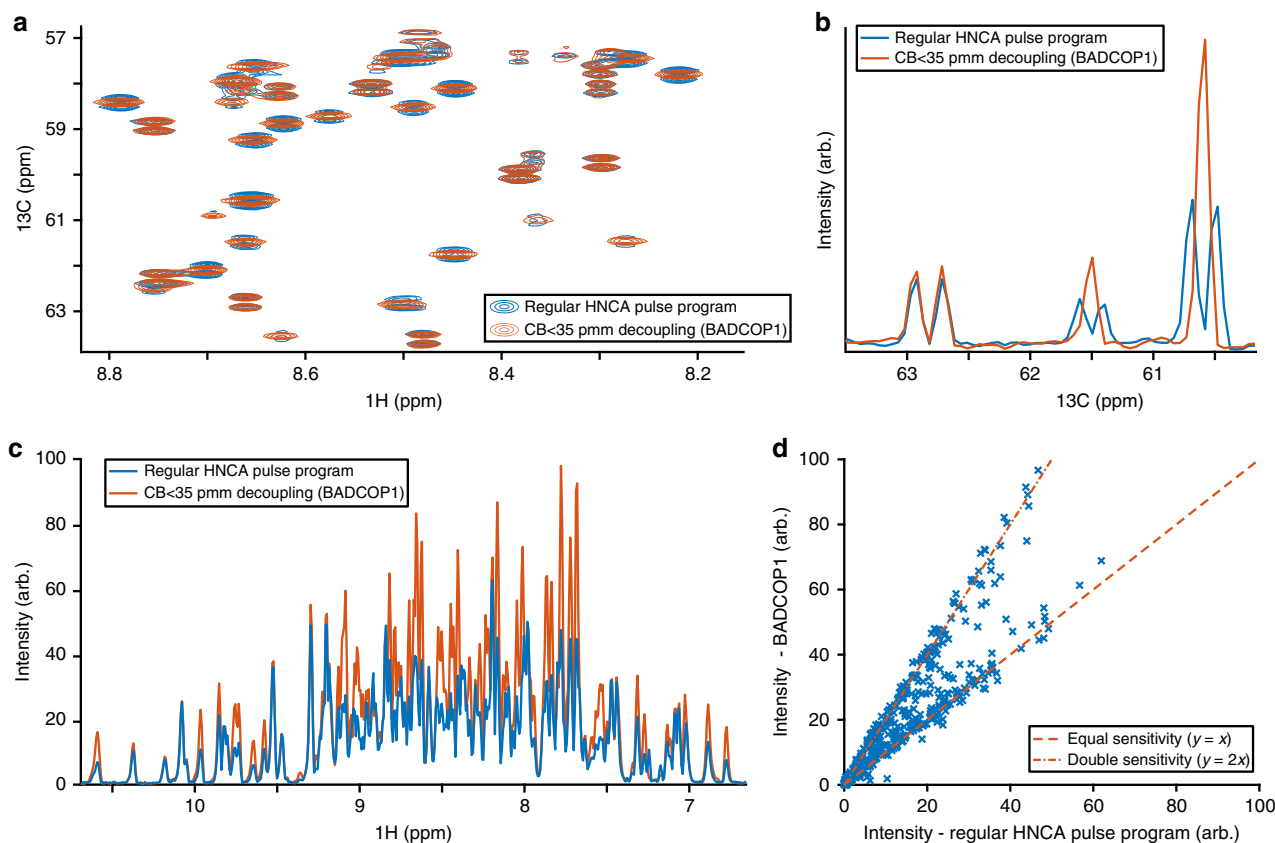 a
57
59
61
63
13C (ppm)
8.8
8.6
8.4
8.2
1H (ppm)
Regular HNCA pulse program
CB<35 pmm decoupling (BADCOP1)
b
Regular HNCA pulse program
CB<35 pmm decoupling (BADCOP1)
Intensity (arb.)
63
62
61
13C (ppm)
c
Regular HNCA pulse program
CB<35 pmm decoupling (BADCOP1)
100
80
60
40
20
0
Intensity (arb.)
10
9
8
7
1H (ppm)
d
100
80
60
40
20
0
Intensity - BADCOP1 (arb.)
Equal sensitivity (y = x)
Double sensitivity (y = 2x)
0
20
40
60
80
100
Intensity - regular HNCA pulse program (arb.)